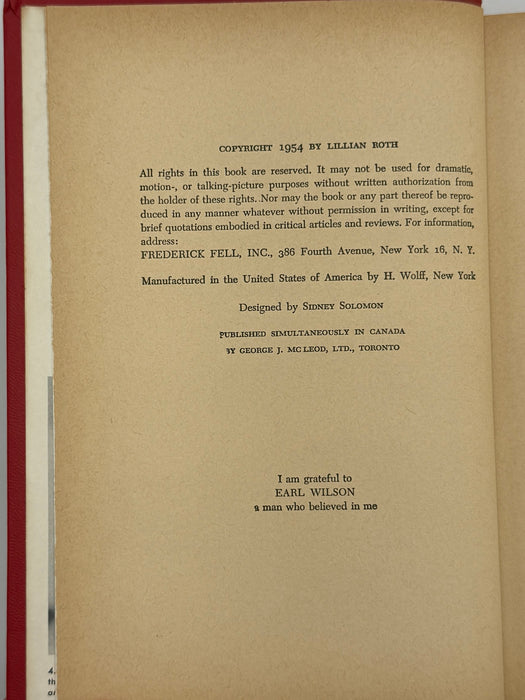 COPYRIGHT 1954 BY LILLIAN ROTH
All rights in this book are reserved. It may not be used for dramatic,
motion-, or talking-picture purposes without written authorization from
the holder of these rights. Nor may the book or any part thereof be repro-
duced in any manner whatever without permission in writing, except for
brief quotations embodied in critical articles and reviews. For information,
address:
FREDERICK FELL, INC., 386 Fourth Avenue, New York 16, N. Y.
Manufactured in the United States of America by H. Wolff, New York
Designed by SIDNEY SOLOMON
PUBLISHED SIMULTANEOUSLY IN CANADA
BY GEORGE J. MC LEOD, LTD., TORONTO
I am grateful to
EARL WILSON
a man who believed in me
4.
th